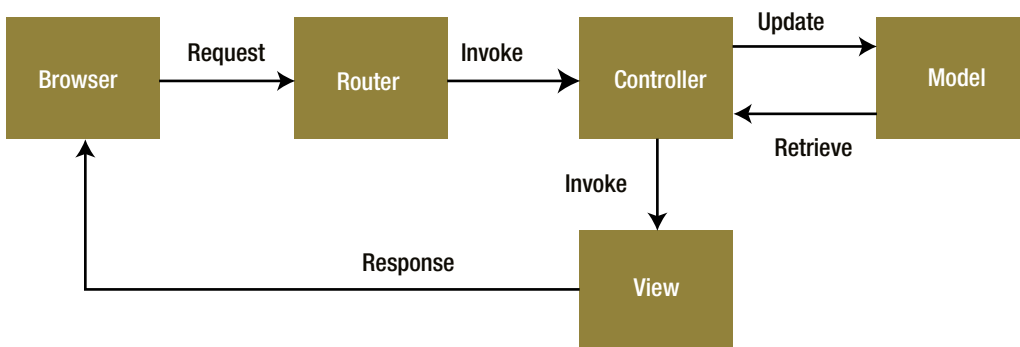 Update
Request
Invoke
Browser
Router
Controller
Model
Retrieve
Invoke
Response
View